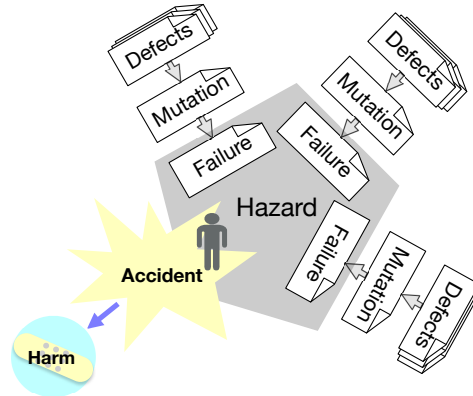 Defects
Mutation
Failure
Defects
Mutation
Failure
Hazard
Failure
Mutation
Defects
Accident
Harm